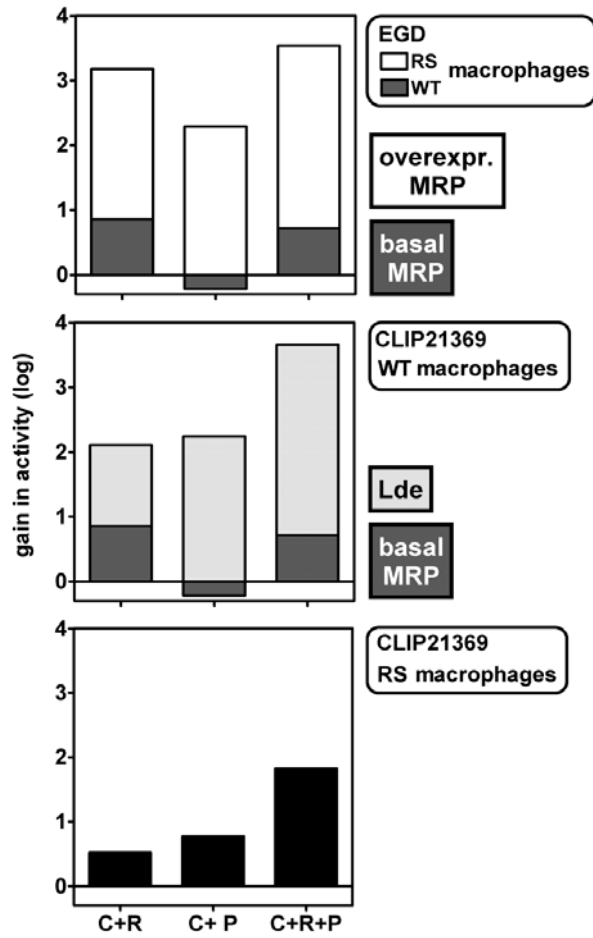 gain in activity (log)
4
3
2
1
0
EGD
RS
WT
macrophages
overexpr.
MRP
basal
MRP
4
3
2
1
0
CLIP21369
WT macrophages
Lde
basal
MRP
4
3
2
1
0
CLIP21369
RS macrophages
C+R C+ P C+R+P